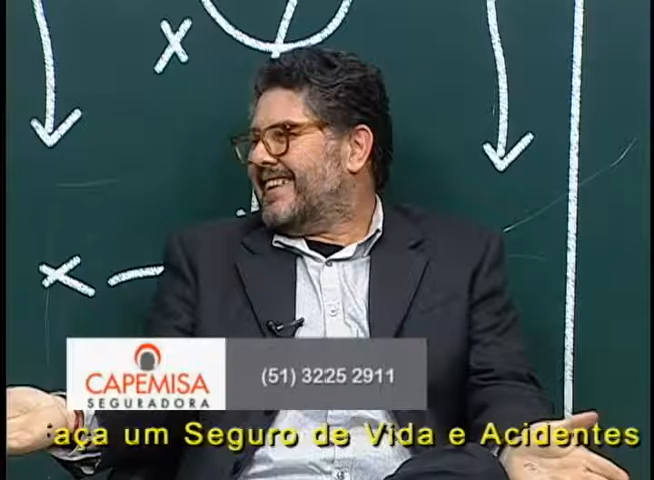 CAPEMISA
SEGURADORA
(51) 3225 2911
aça um Seguro de Vida e Acidentes